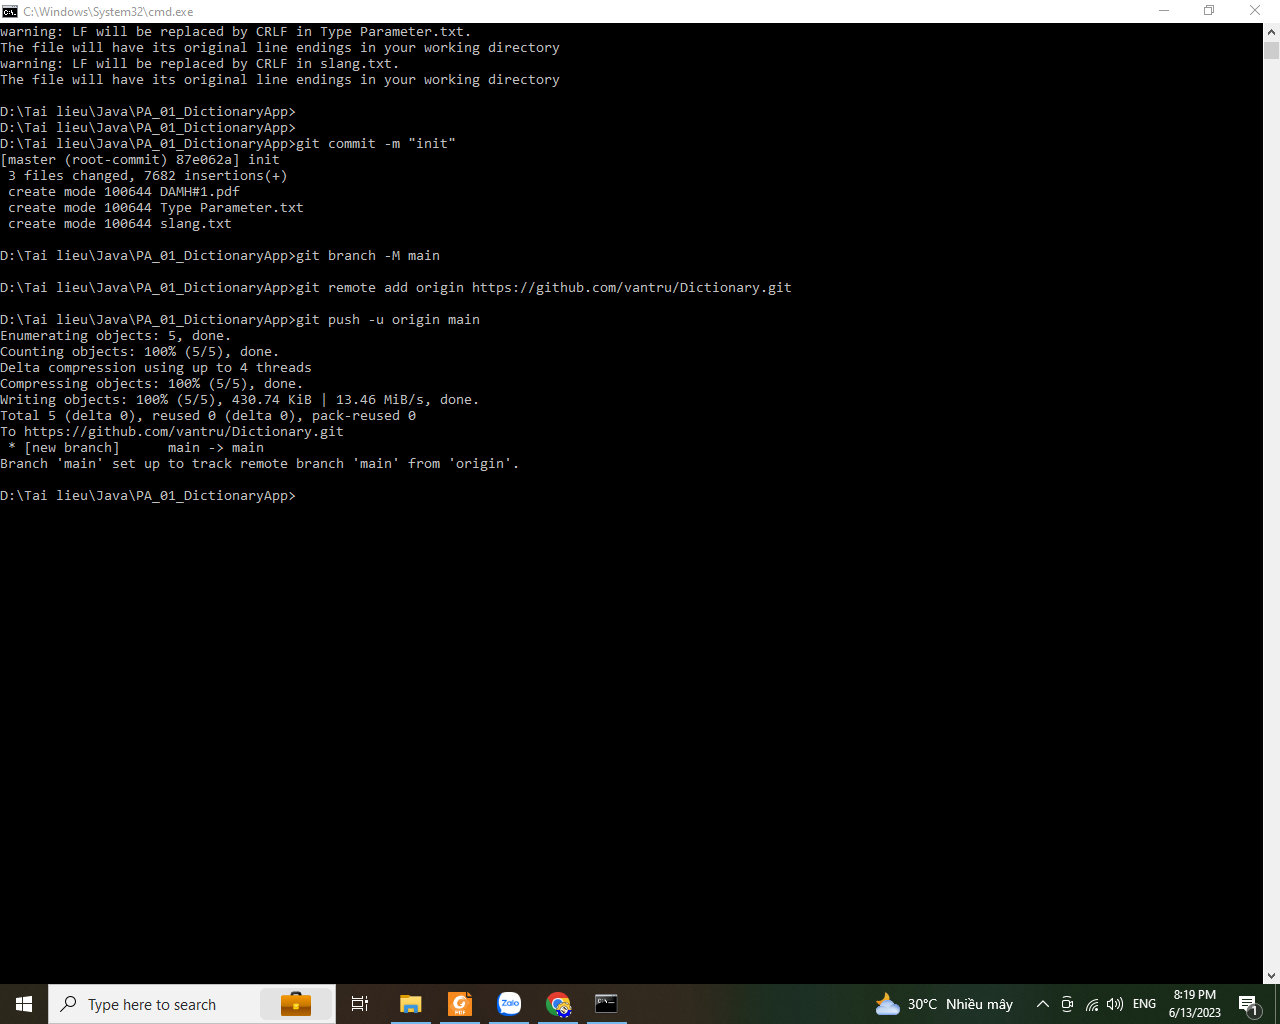 C:\Windows\System32\cmd.exe
warning: LF will be replaced by CRLF in Type Parameter.txt.
The file will have its original line endings in your working directory
warning: LF will be replaced by CRLF in slang.txt.
The file will have its original line endings in your working directory
D:\Tai lieu\Java\PA_01_DictionaryApp>
D:\Tai lieu\Java\PA_01_DictionaryApp>
D:\Tai lieu\Java\PA_01_DictionaryApp>git commit -m "init"
[master (root-commit) 87e062a] init
3 files changed, 7682 insertions(+)
create mode 100644 DAMH#1.pdf
create mode 100644 Type Parameter.txt
create mode 100644 slang.txt
D:\Tai lieu\Java\PA_01_DictionaryApp>git branch -M main
D:\Tai lieu\Java\PA_01_DictionaryApp>git remote add origin https://github.com/vantru/Dictionary.git
D:\Tai lieu\Java\PA_01_DictionaryApp>git push -u origin main
Enumerating objects: 5, done.
Counting objects: 100% (5/5), done.
Delta compression using up to 4 threads
Compressing objects: 100% (5/5), done.
Writing objects: 100% (5/5), 430.74 KiB | 13.46 MiB/s, done.
Total 5 (delta 0), reused 0 (delta 0), pack-reused 0
To https://github.com/vantru/Dictionary.git
* [new branch]      main -> main
Branch 'main' set up to track remote branch 'main' from 'origin'.
D:\Tai lieu\Java\PA_01_DictionaryApp>
Type here to search
G PDF
Zalo
C:\
30°C Nhiều mây
ENG
8:19 PM
6/13/2023
1